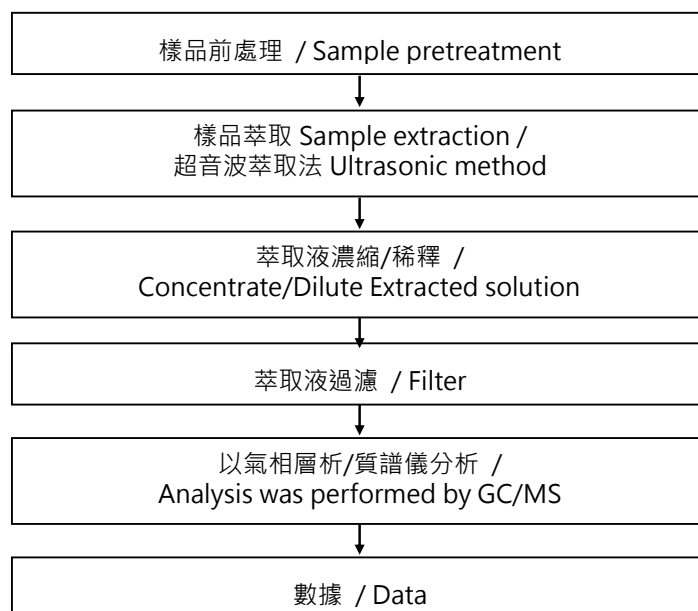 樣品前處理 / Sample pretreatment
樣品萃取 Sample extraction /
超音波萃取法 Ultrasonic method
萃取液濃縮/稀釋 /
Concentrate/Dilute Extracted solution
萃取液過濾 / Filter
以氣相層析/質譜儀分析 /
Analysis was performed by GC/MS
數據 / Data